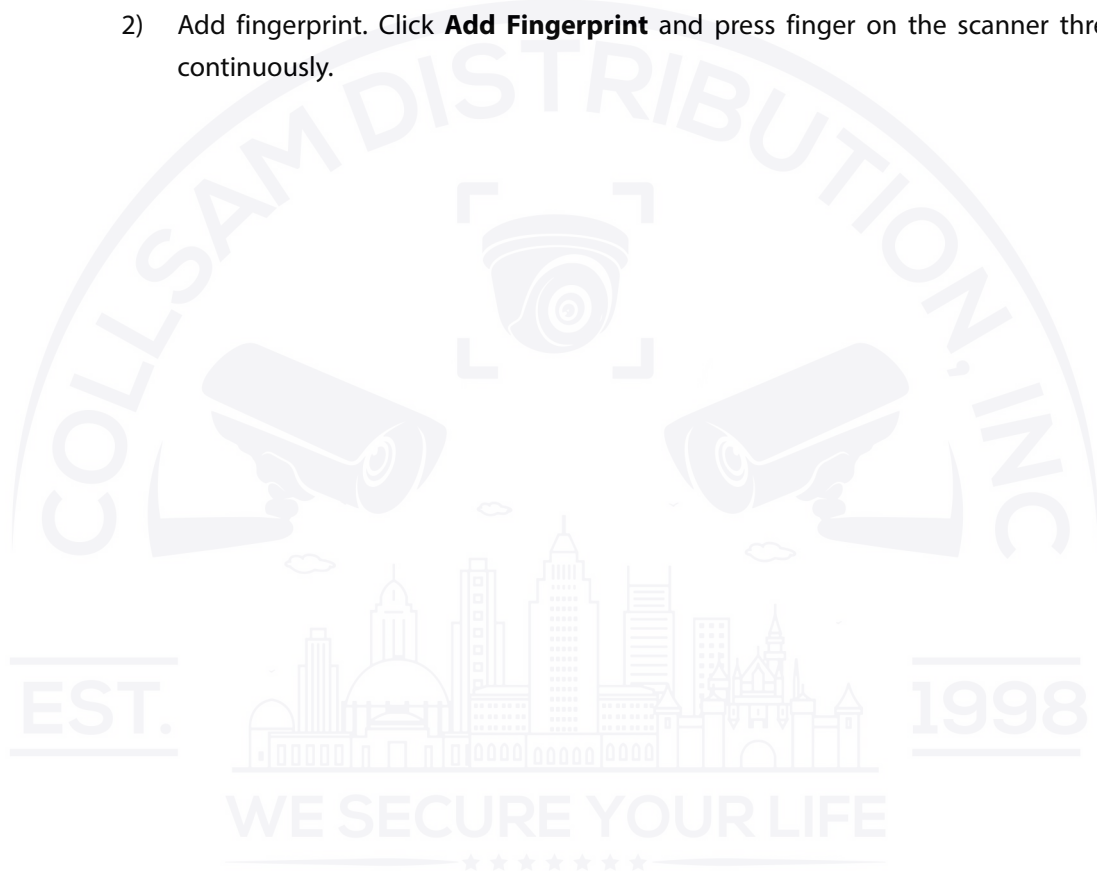 2) Add fingerprint. Click Add Fingerprint and press finger on the scanner
continuously.
COLLSAM DISTRIBUTION, INC
EST.
1998
WE SECURE YOUR LIFE